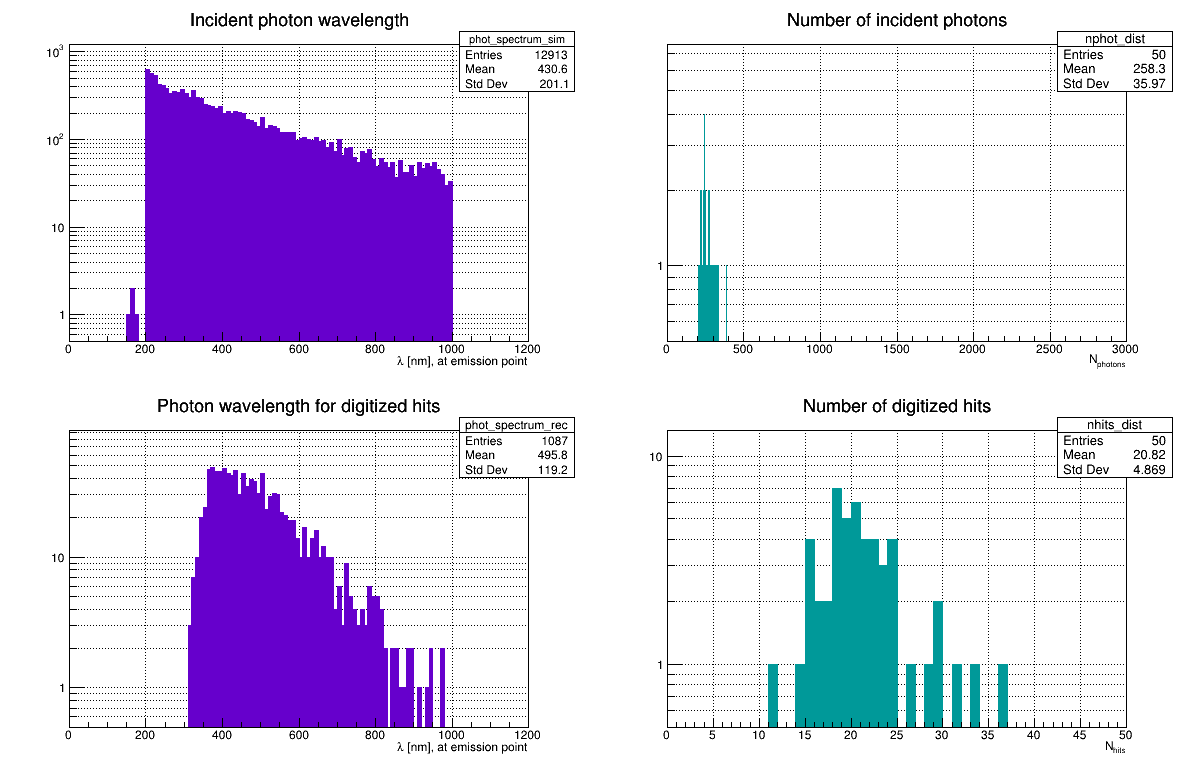 Incident photon wavelength
phot_spectrum_sim
Entries 12913
Mean 430.6
Std Dev 201.1
10³
10²
10
1
0 200 400 600 800 1000 1200
λ [nm], at emission point
Number of incident photons
nphot_dist
Entries 50
Mean 258.3
Std Dev 35.97
1
0 500 1000 1500 2000 2500 3000
Nphotons
Photon wavelength for digitized hits
phot_spectrum_rec
Entries 1087
Mean 495.8
Std Dev 119.2
10
1
0 200 400 600 800 1000 1200
λ [nm], at emission point
Number of digitized hits
nhits_dist
Entries 50
Mean 20.82
Std Dev 4.869
10
1
0 5 10 15 20 25 30 35 40 45 50
Nhits